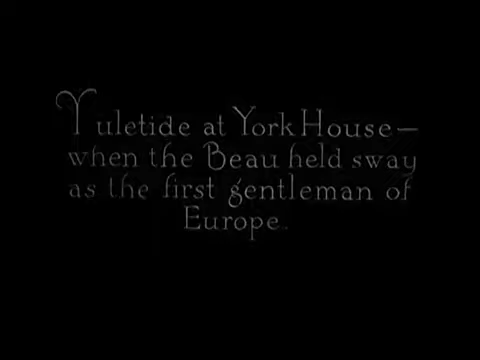 Yuletide at York House—
when the Beau held sway
as the first gentleman of
Europe.